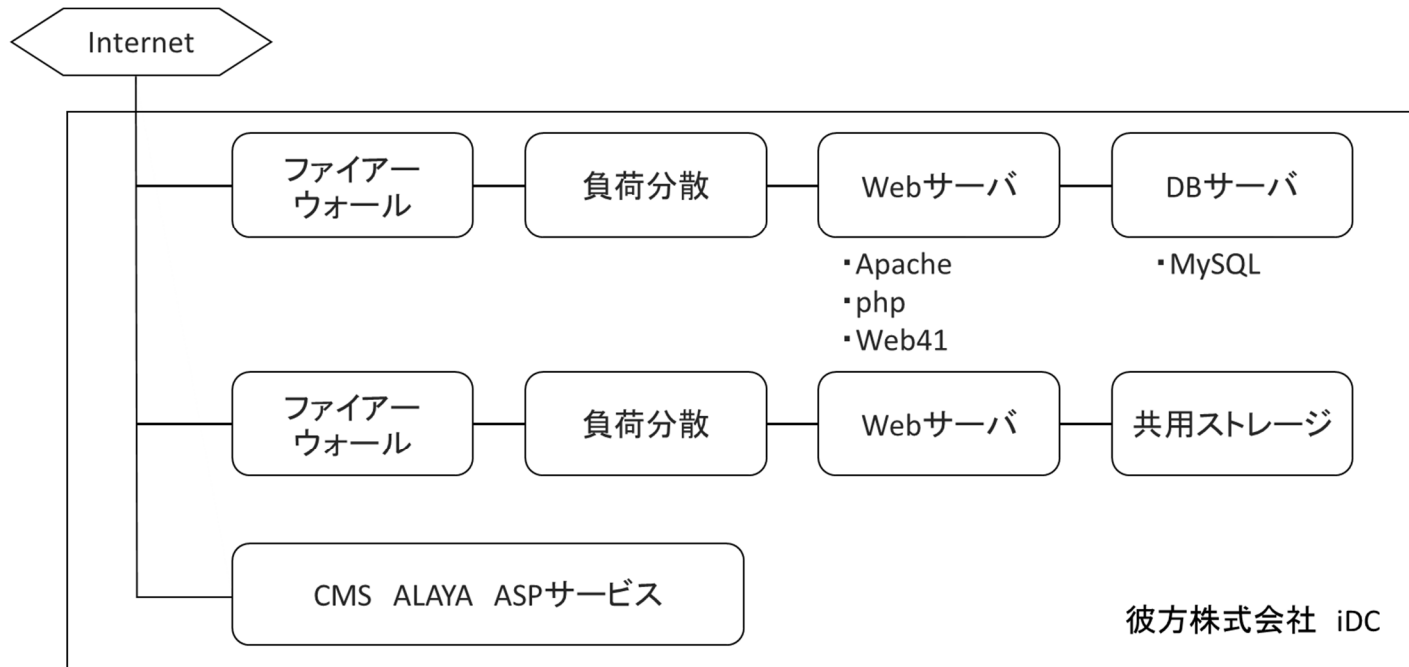 Internet
ファイアー
ウォール
負荷分散
Webサーバ
DBサーバ
・Apache
・php
・Web41
・MySQL
ファイアー
ウォール
負荷分散
Webサーバ
共用ストレージ
CMS ALAYA ASPサービス
彼方株式会社 iDC